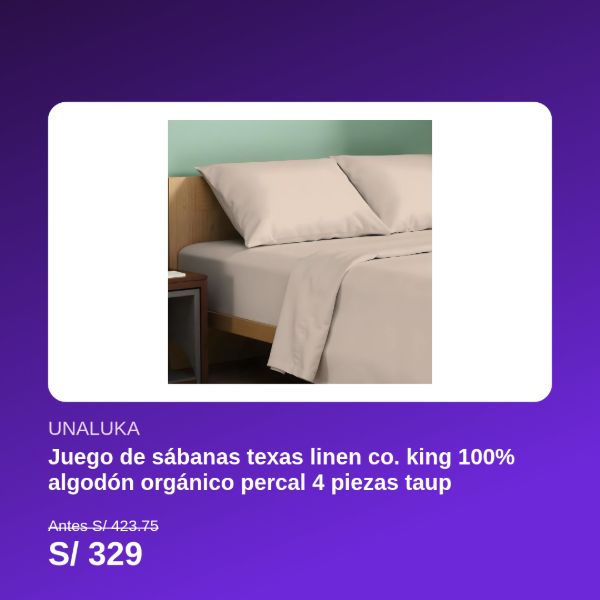 UNALUKA
Juego de sábanas texas linen co. king 100%
algodón orgánico percal 4 piezas taup
Antes S/ 423.75
S/ 329